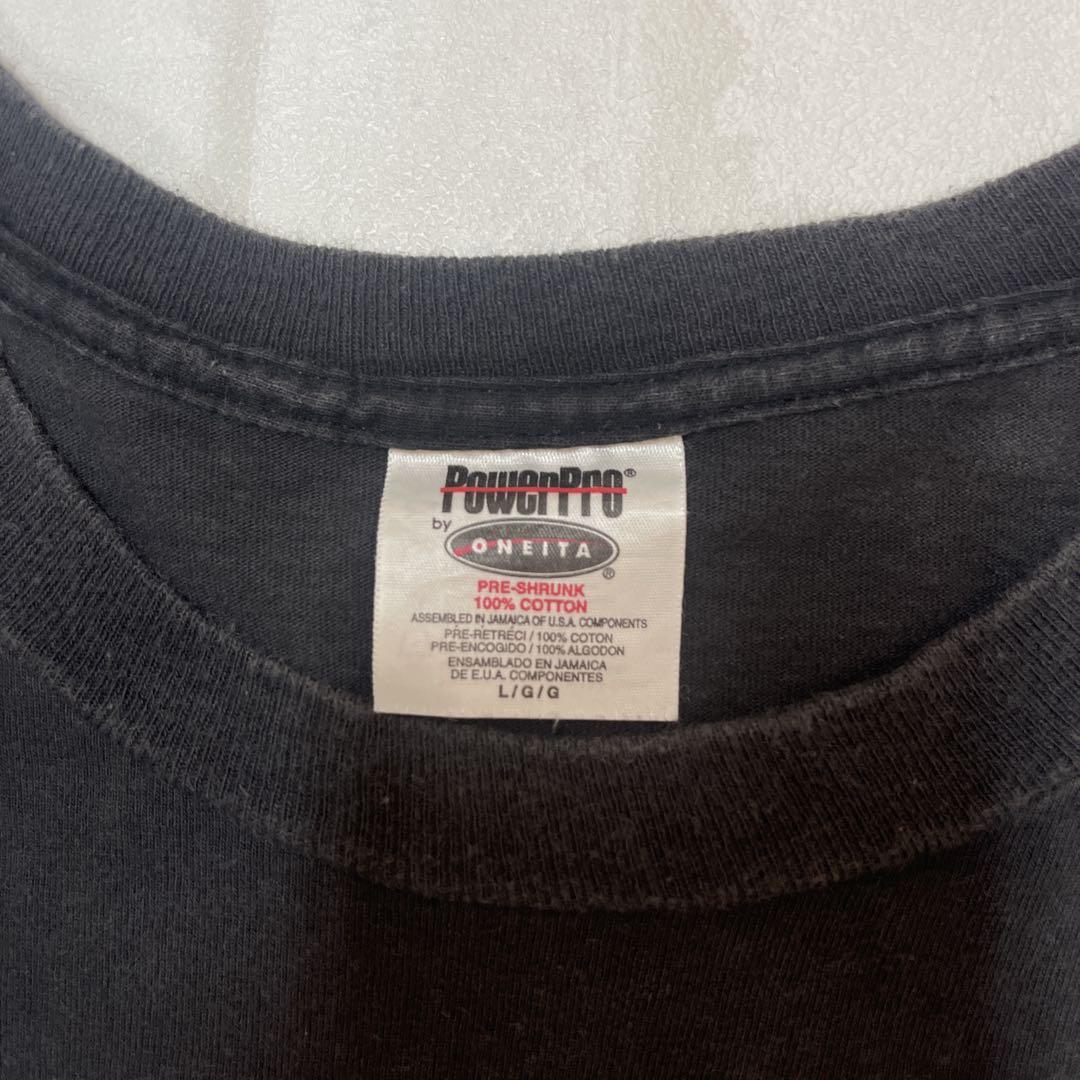 PowerPro®
by ONEITA®
PRE-SHRUNK
100% COTTON
ASSEMBLED IN JAMAICA OF U.S.A. COMPONENTS
PRÉ-RETRÉCI / 100% COTON
PRE-ENCOGIDO / 100% ALGODON
ENSAMBLADO EN JAMAICA
DE E.U.A. COMPONENTES
L / G / G